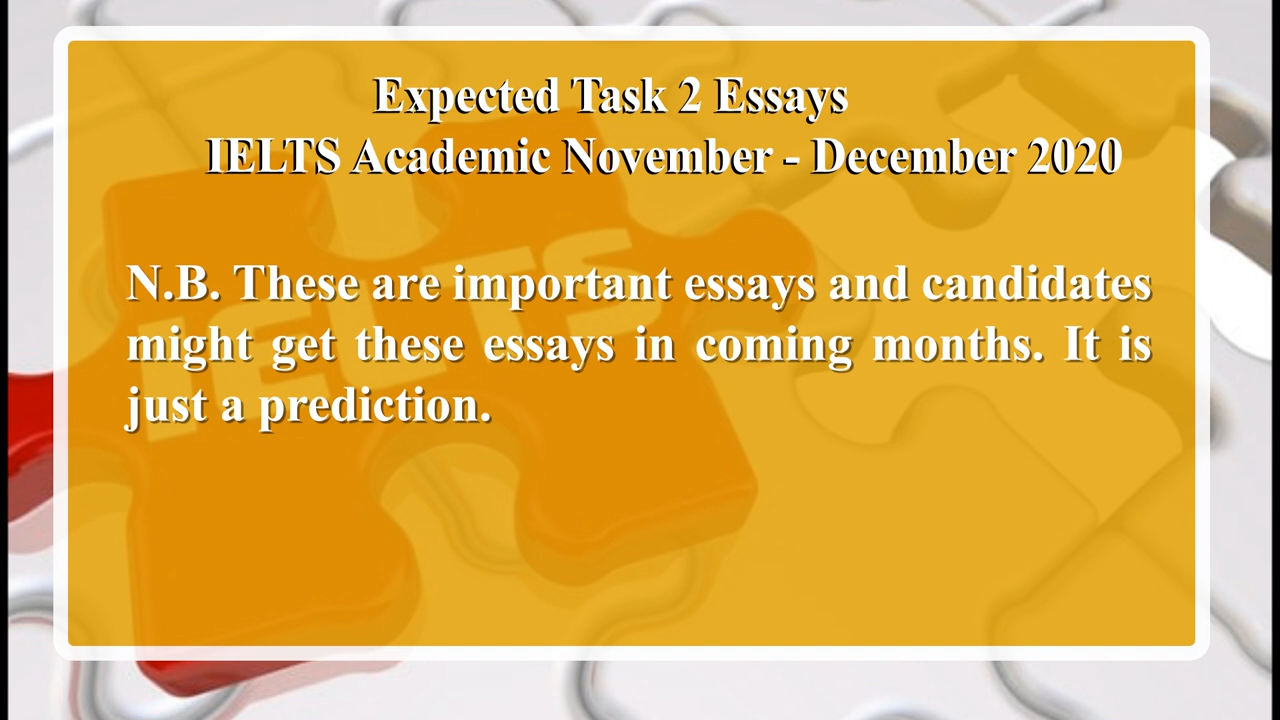 Expected Task 2 Essays
IELTS Academic November - December 2020
N.B. These are important essays and candidates
might get these essays in coming months. It is
just a prediction.
IELTS